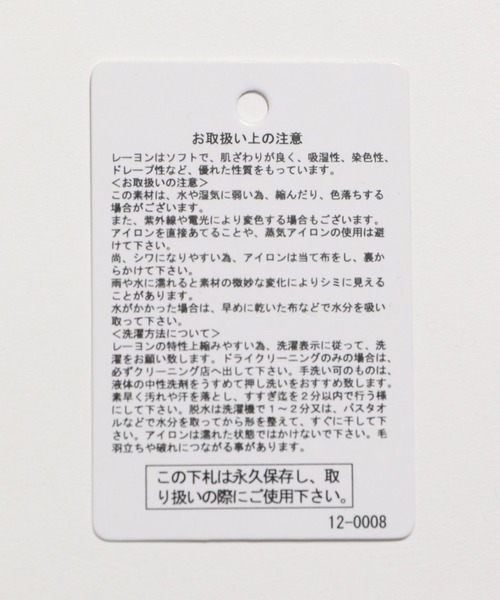 お取扱い上の注意
レーヨンはソフトで、肌ざわりが良く、吸湿性、染色性、
ドレープ性など、優れた性質をもっています。
＜お取扱いの注意＞
この素材は、水や湿気に弱い為、縮んだり、色落ちする
場合がございます。
また、紫外線や電光により変色する場合もございます。
アイロンを直接あてることや、蒸気アイロンの使用は避
けて下さい。
尚、シワになりやすい為、アイロンは当て布をし、裏か
らかけて下さい。
雨や水に濡れると素材の微妙な変化によりシミに見える
ことがあります。
水がかかった場合は、早めに乾いた布などで水分を吸い
取って下さい。
＜洗濯方法について＞
レーヨンの特性上縮みやすい為、洗濯表示に従って、洗
濯をお願い致します。ドライクリーニングのみの場合は、
必ずクリーニング店へ出して下さい。手洗い可のものは、
液体の中性洗剤をうすめて押し洗いをおすすめ致します。
素早く汚れや汗を落とし、すすぎ迄を２分以内で行う様
にして下さい。脱水は洗濯機で１～２分又は、バスタオ
ルなどで水分を取ってから形を整えて、すぐに干して下
さい。アイロンは濡れた状態ではかけないで下さい。毛
羽立ちや破れにつながる事があります。
この下札は永久保存し、取
り扱いの際にご使用下さい。
12-0008